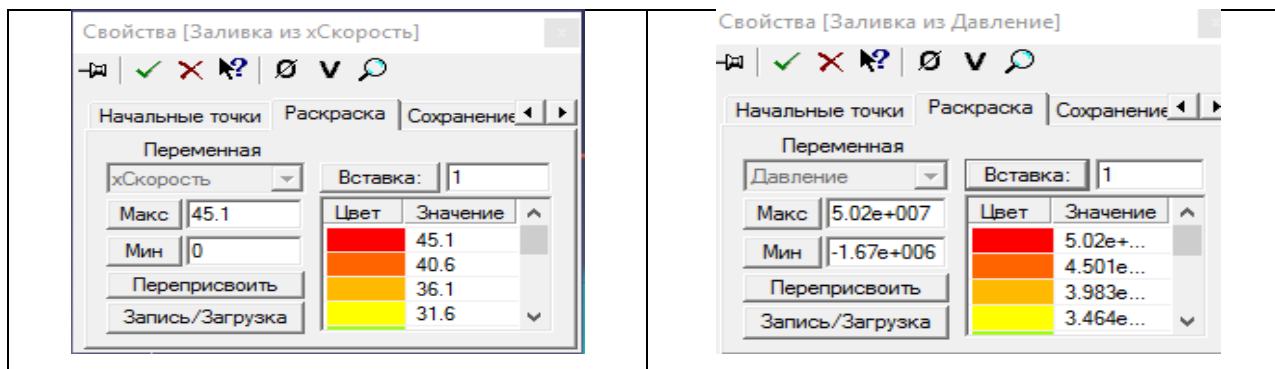 Свойства [Заливка из хСкорость]
Начальные точки Раскраска Сохранение
Переменная
хСкорость Вставка: 1
Макс 45.1 Цвет Значение
45.1
Мин 0
40.6
Переприсвоить 36.1
Запись/Загрузка 31.6
Свойства [Заливка из Давление]
Начальные точки Раскраска Сохранение
Переменная
Давление Вставка: 1
Макс 5.02e+007 Цвет Значение
5.02e+...
Мин -1.67e+006
4.501e...
Переприсвоить 3.983e...
Запись/Загрузка 3.464e...